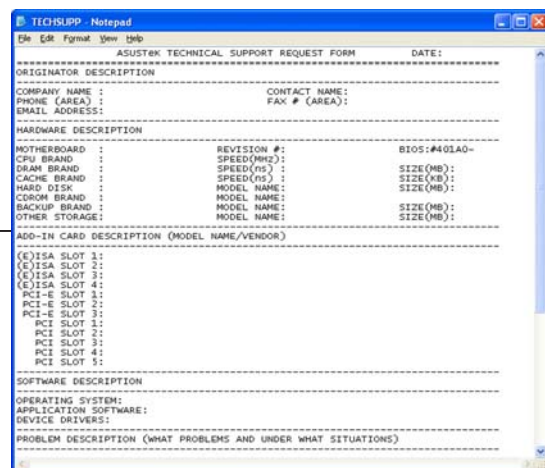 TECHSUPP - Notepad
File Edit Format View Help
ASUSTeK TECHNICAL SUPPORT REQUEST FORM DATE:
ORIGINATOR DESCRIPTION
COMPANY NAME : CONTACT NAME:
PHONE (AREA) : FAX # (AREA):
EMAIL ADDRESS:
HARDWARE DESCRIPTION
MOTHERBOARD : REVISION #: BIOS:#401A0-
CPU BRAND : SPEED(MHz):
DRAM BRAND : SPEED(ns) : SIZE(MB):
CACHE BRAND : SPEED(ns) : SIZE(KB):
HARD DISK : MODEL NAME: SIZE(MB):
CDROM BRAND : MODEL NAME:
BACKUP BRAND : MODEL NAME: SIZE(MB):
OTHER STORAGE: MODEL NAME: SIZE(MB):
ADD-IN CARD DESCRIPTION (MODEL NAME/VENDOR)
(E)ISA SLOT 1:
(E)ISA SLOT 2:
(E)ISA SLOT 3:
(E)ISA SLOT 4:
PCI-E SLOT 1:
PCI-E SLOT 2:
PCI-E SLOT 3:
PCI SLOT 1:
PCI SLOT 2:
PCI SLOT 3:
PCI SLOT 4:
PCI SLOT 5:
SOFTWARE DESCRIPTION
OPERATING SYSTEM:
APPLICATION SOFTWARE:
DEVICE DRIVERS:
PROBLEM DESCRIPTION (WHAT PROBLEMS AND UNDER WHAT SITUATIONS)